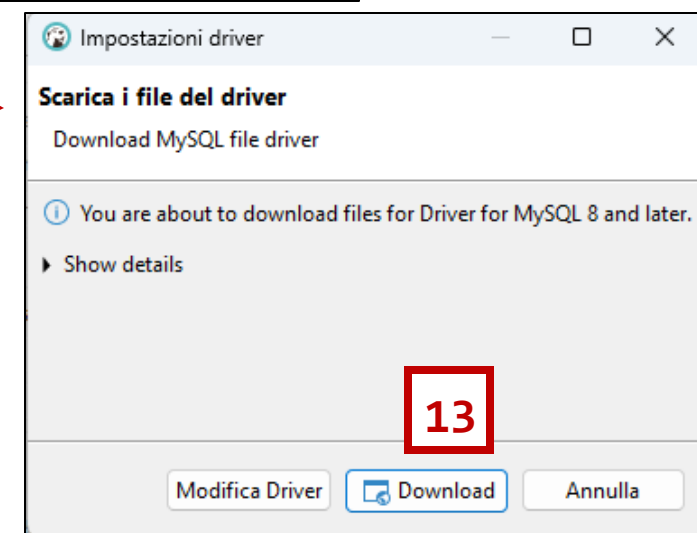 Impostazioni driver
Scarica i file del driver
Download MySQL file driver
You are about to download files for Driver for MySQL 8 and later.
Show details
13
Modifica Driver Download Annulla